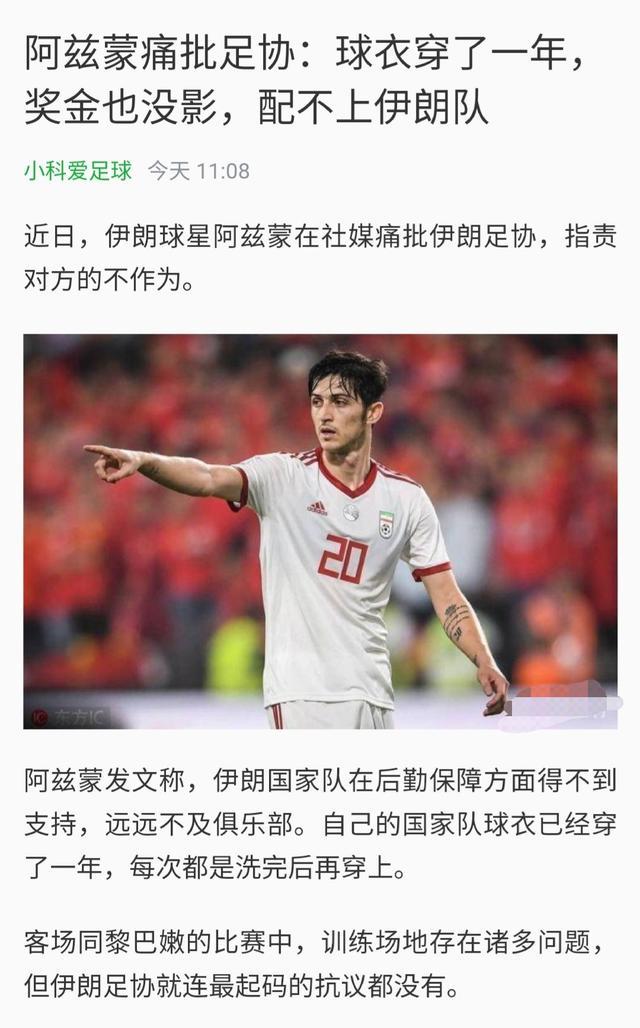 阿兹蒙痛批足协：球衣穿了一年，
奖金也没影，配不上伊朗队
小科爱足球 今天 11:08
近日，伊朗球星阿兹蒙在社媒痛批伊朗足协，指责
对方的不作为。
adidas
20
IC 东方IC
阿兹蒙发文称，伊朗国家队在后勤保障方面得不到
支持，远远不及俱乐部。自己的国家队球衣已经穿
了一年，每次都是洗完后再穿上。
客场同黎巴嫩的比赛中，训练场地存在诸多问题，
但伊朗足协就连最起码的抗议都没有。